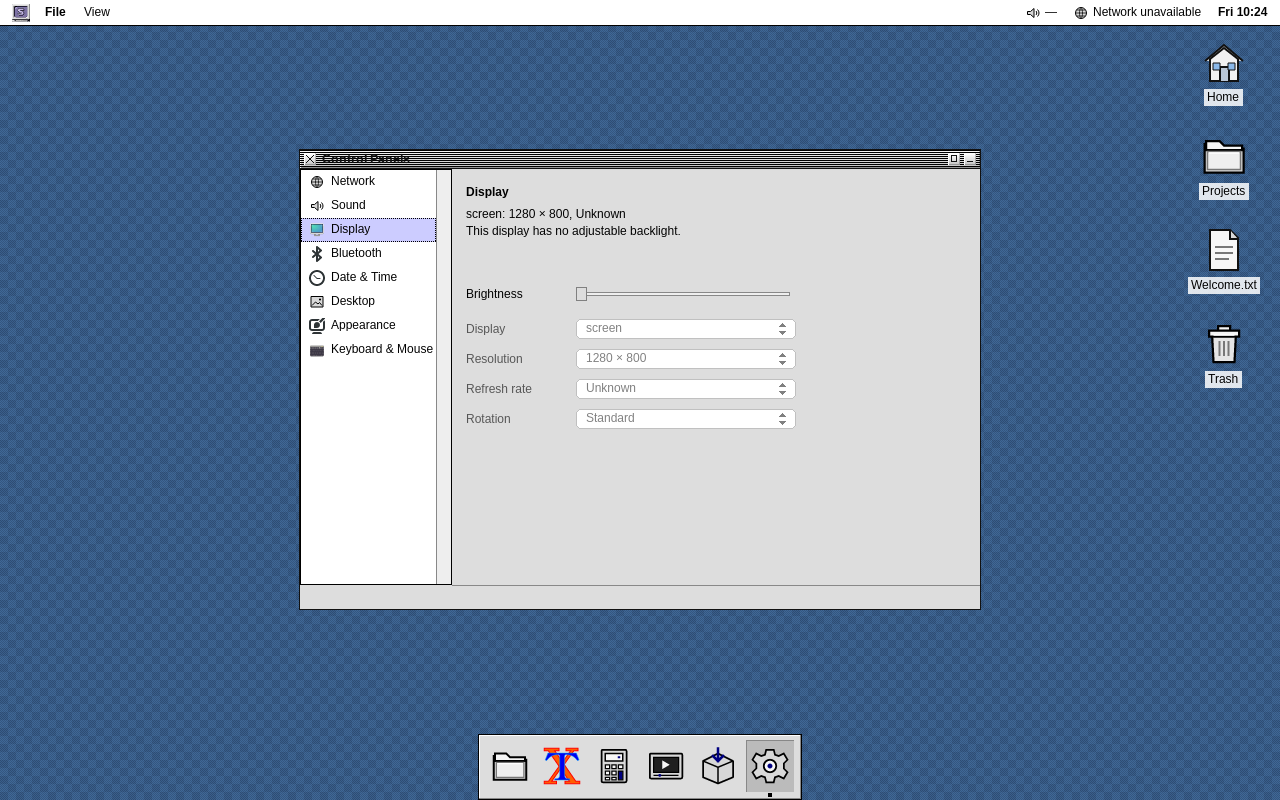 File View — Network unavailable Fri 10:24
Home
Projects
Welcome.txt
Trash
Control Panels
Network
Sound
Display
Bluetooth
Date & Time
Desktop
Appearance
Keyboard & Mouse
Display
screen: 1280 × 800, Unknown
This display has no adjustable backlight.
Brightness
Display screen
Resolution 1280 × 800
Refresh rate Unknown
Rotation Standard